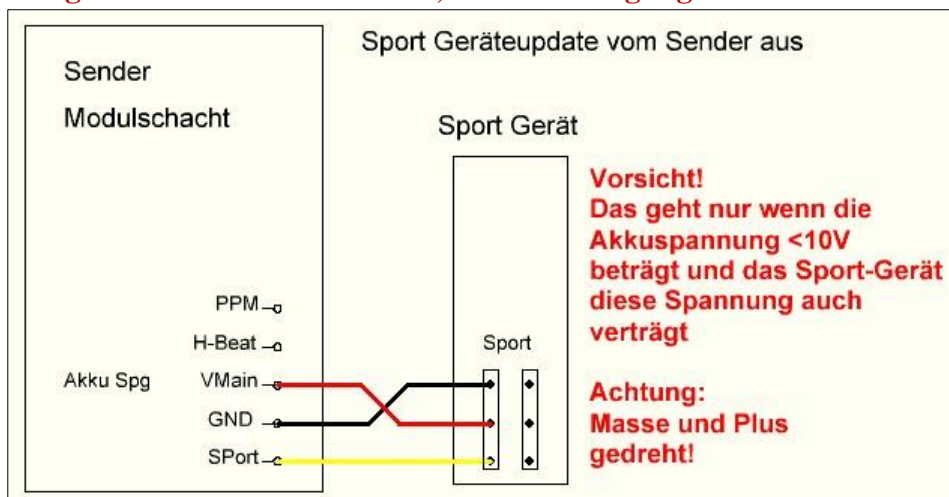 Sport Geräteupdate vom Sender aus
Sender
Modulschacht
Sport Gerät
Vorsicht!
Das geht nur wenn die
Akkuspannung <10V
beträgt und das Sport-Gerät
diese Spannung auch
verträgt
PPM
H-Beat
Sport
Akku Spg VMain
GND
SPort
Achtung:
Masse und Plus
gedreht!